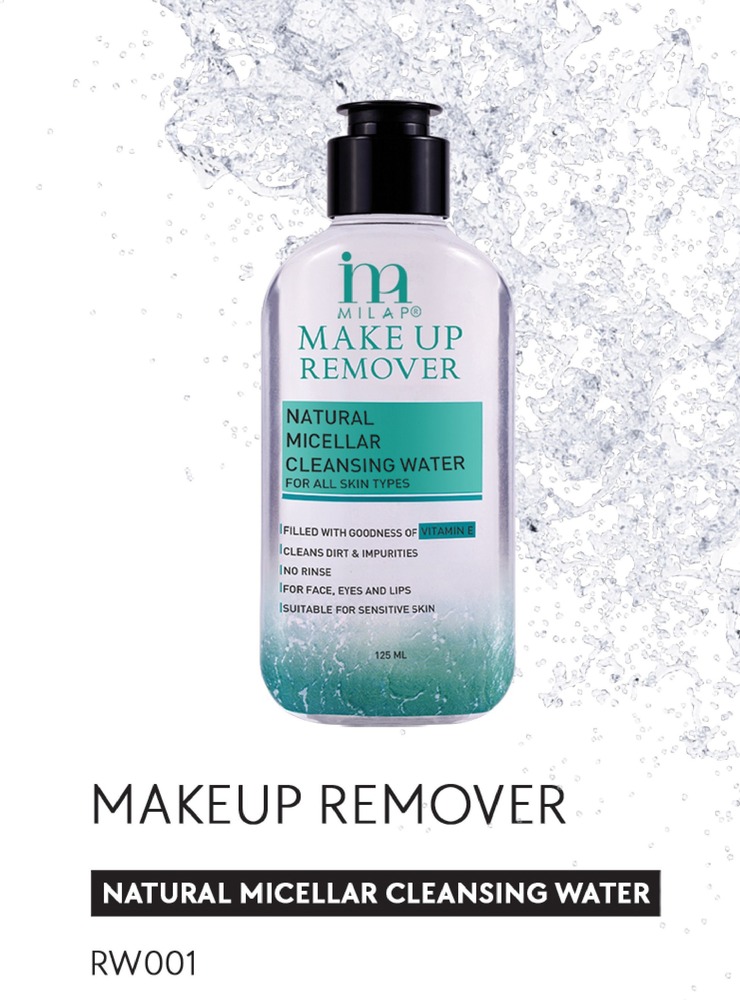 im
MILAP®
MAKE UP
REMOVER
NATURAL
MICELLAR
CLEANSING WATER
FOR ALL SKIN TYPES
FILLED WITH GOODNESS OF VITAMIN E
CLEANS DIRT & IMPURITIES
NO RINSE
FOR FACE, EYES AND LIPS
SUITABLE FOR SENSITIVE SKIN
125 ML
MAKEUP REMOVER
NATURAL MICELLAR CLEANSING WATER
RW001